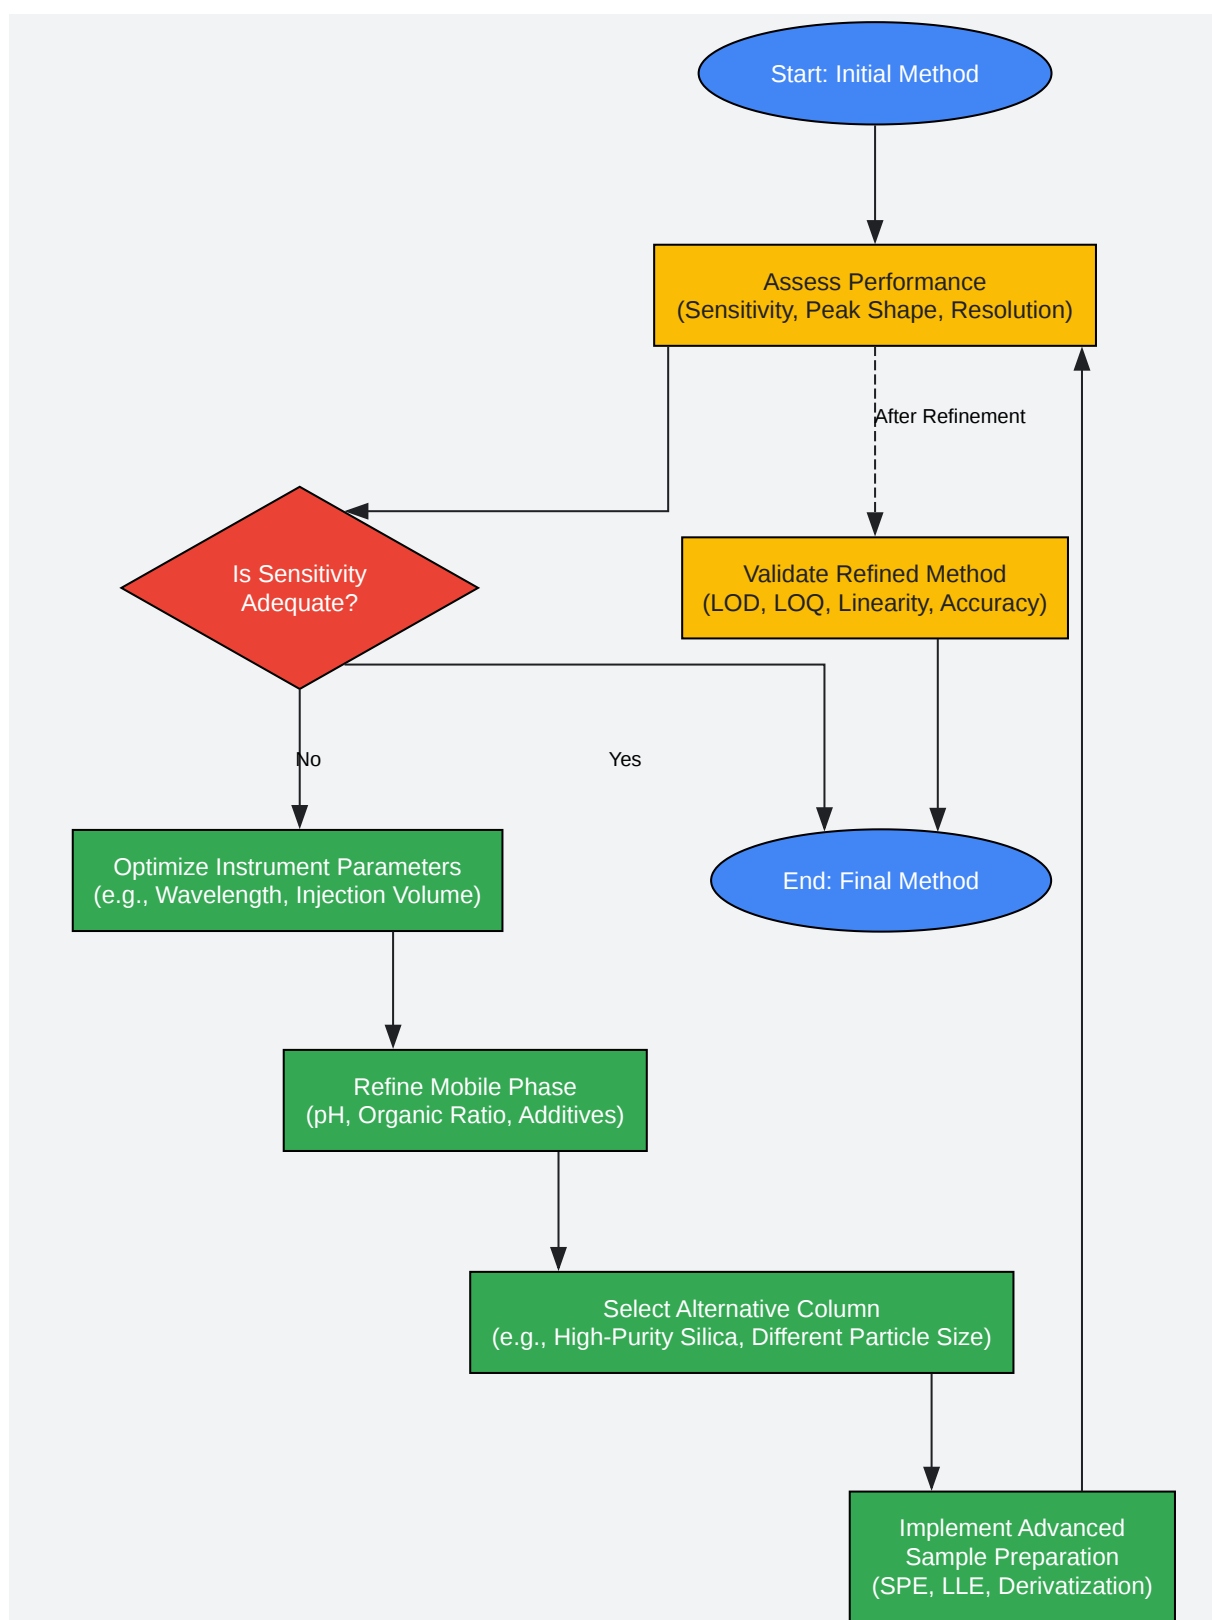 Start: Initial Method
Assess Performance
(Sensitivity, Peak Shape, Resolution)
After Refinement
Is Sensitivity
Adequate?
Validate Refined Method
(LOD, LOQ, Linearity, Accuracy)
No
Yes
Optimize Instrument Parameters
(e.g., Wavelength, Injection Volume)
End: Final Method
Refine Mobile Phase
(pH, Organic Ratio, Additives)
Select Alternative Column
(e.g., High-Purity Silica, Different Particle Size)
Implement Advanced
Sample Preparation
(SPE, LLE, Derivatization)